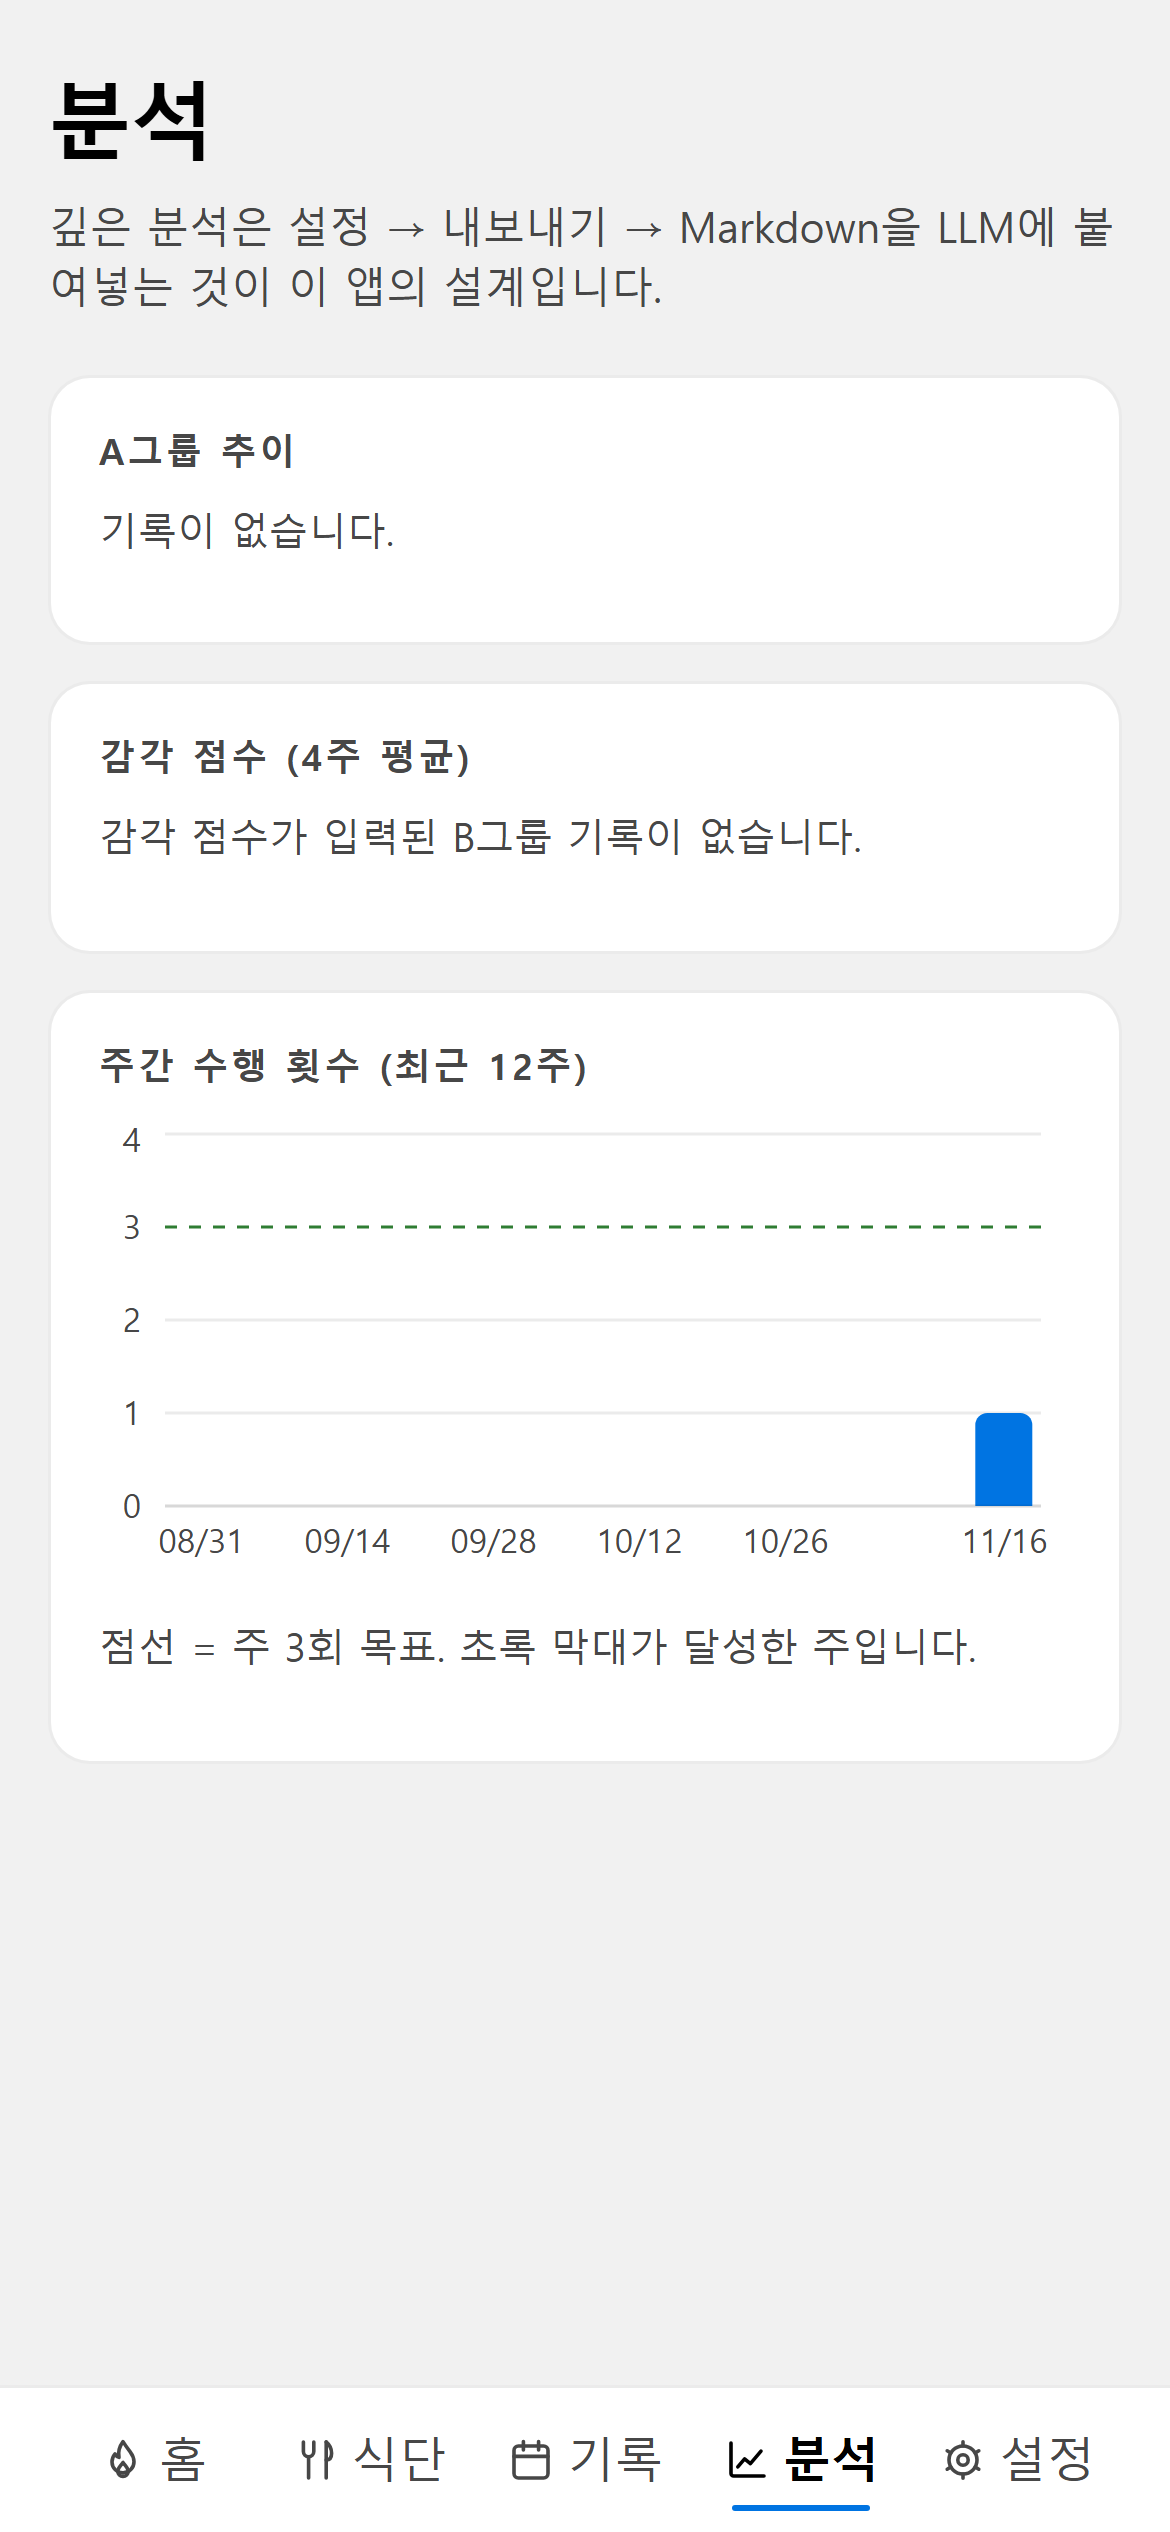 분석
깊은 분석은 설정 → 내보내기 → Markdown을 LLM에 붙
여넣는 것이 이 앱의 설계입니다.
A그룹 추이
기록이 없습니다.
감각 점수 (4주 평균)
감각 점수가 입력된 B그룹 기록이 없습니다.
주간 수행 횟수 (최근 12주)
4
3
2
1
0
08/31 09/14 09/28 10/12 10/26 11/16
점선 = 주 3회 목표. 초록 막대가 달성한 주입니다.
홈 식단 기록 분석 설정